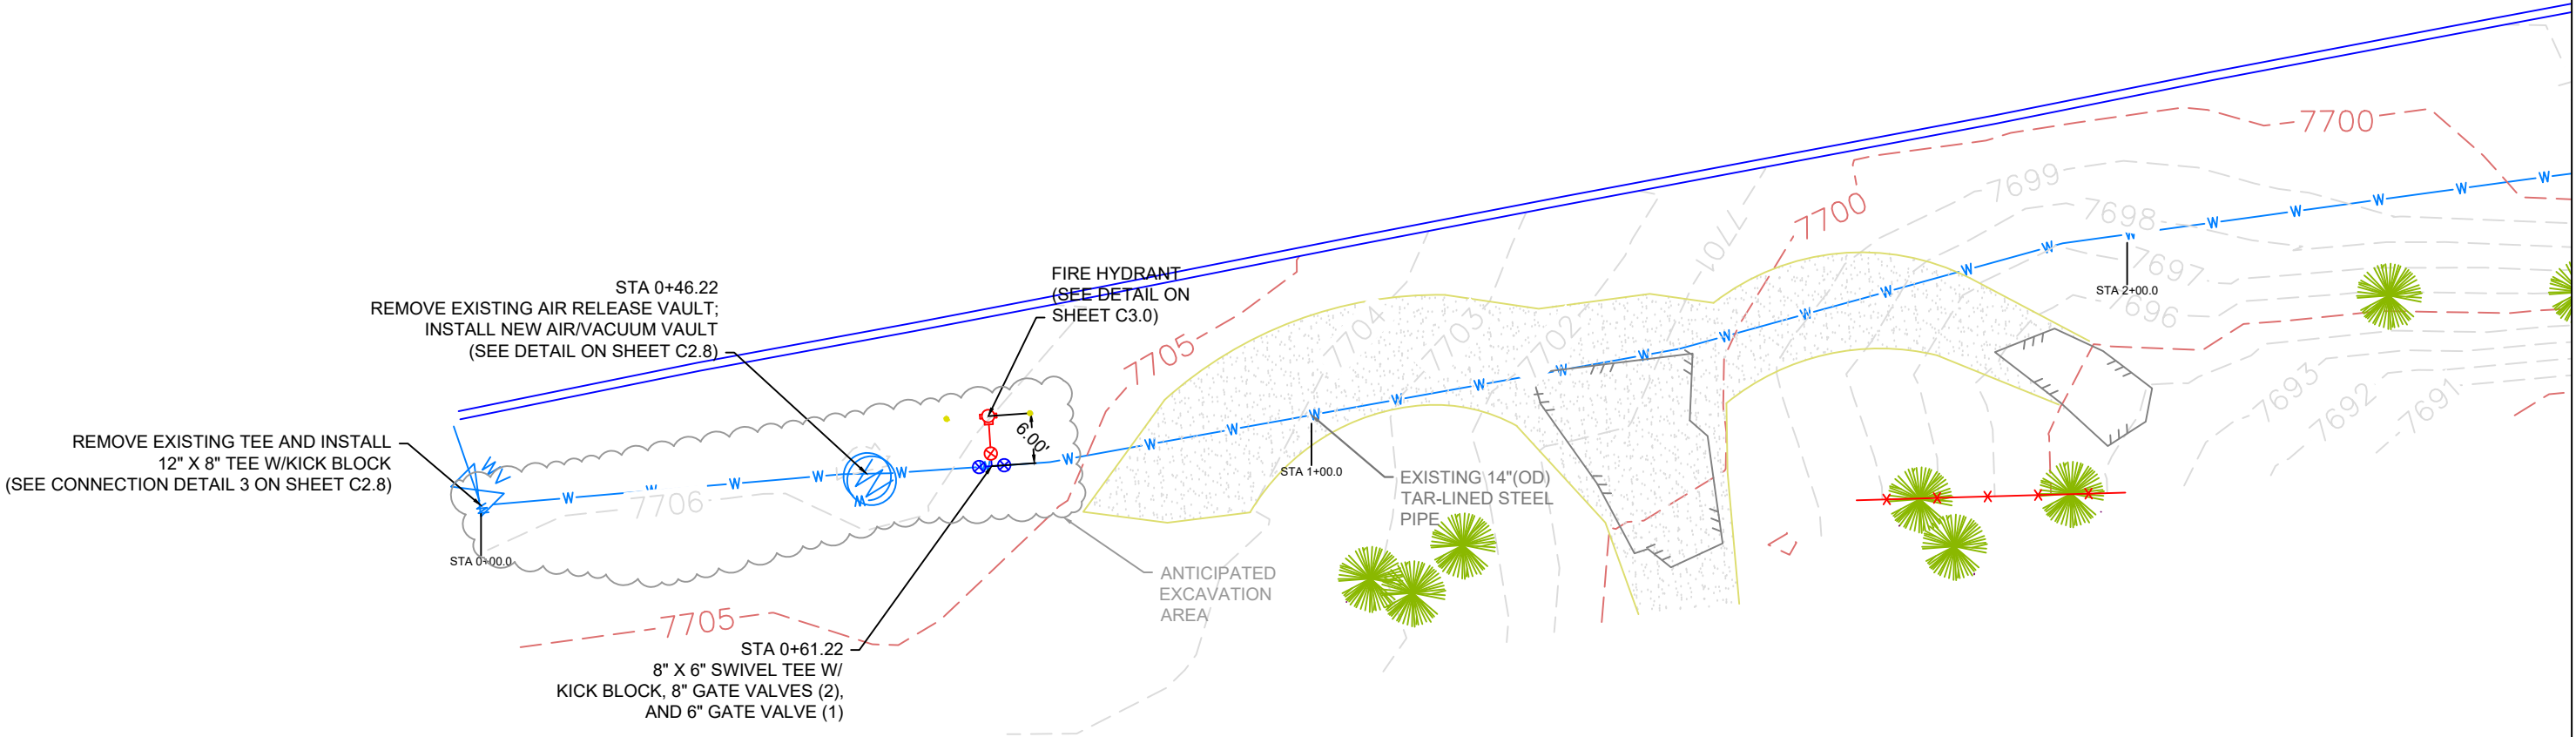 7700
7699
7700
7698
7701
7697
696
STA 2+00.0
FIRE HYDRANT
(SEE DETAIL ON
SHEET C3.0)
STA 0+46.22
REMOVE EXISTING AIR RELEASE VAULT;
INSTALL NEW AIR/VACUUM VAULT
(SEE DETAIL ON SHEET C2.8)
7705
7704
7703
7702
REMOVE EXISTING TEE AND INSTALL
12" X 8" TEE W/KICK BLOCK
(SEE CONNECTION DETAIL 3 ON SHEET C2.8)
6.00'
7706
STA 0+00.0
STA 1+00.0
EXISTING 14"(OD)
TAR-LINED STEEL
PIPE
7693
7692
7691
ANTICIPATED
EXCAVATION
AREA
7705
STA 0+61.22
8" X 6" SWIVEL TEE W/
KICK BLOCK, 8" GATE VALVES (2),
AND 6" GATE VALVE (1)
W W W W W W W W W W W W W W W W W W W W W W W W
X X X X X